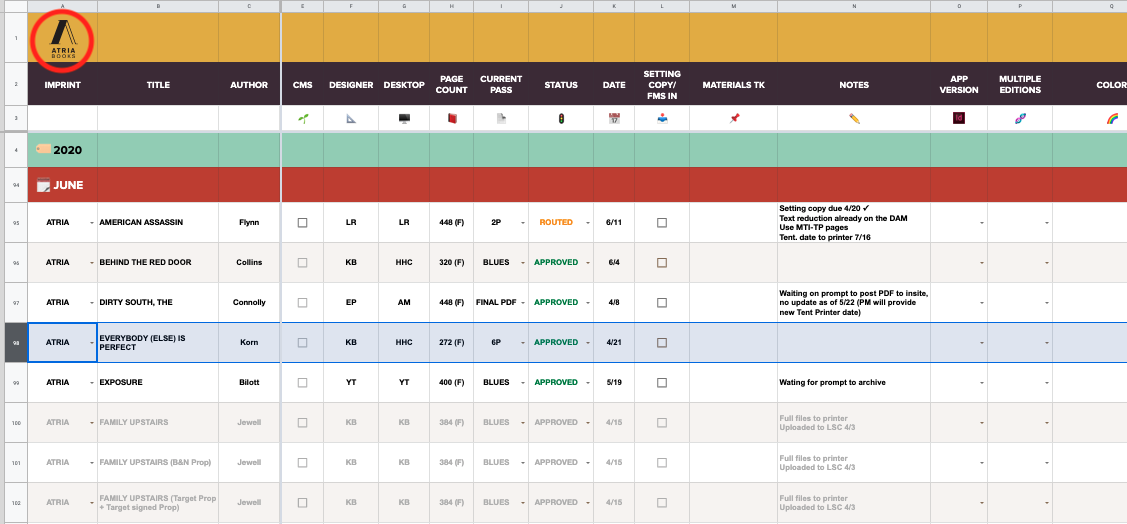 A B C E F G H I J K L M N O P Q
1 ATRIA
BOOKS
2 IMPRINT TITLE AUTHOR CMS DESIGNER DESKTOP PAGE COUNT CURRENT PASS STATUS DATE SETTING COPY/ FMS IN MATERIALS TK NOTES APP VERSION MULTIPLE EDITIONS COLOR
3 17 Id
4 2020
94 JUNE
95 ATRIA AMERICAN ASSASSIN Flynn LR LR 448 (F) 2P ROUTED 6/11 Setting copy due 4/20 ✓
Text reduction already on the DAM
Use MTI-TP pages
Tent. date to printer 7/16
96 ATRIA BEHIND THE RED DOOR Collins KB HHC 320 (F) BLUES APPROVED 6/4
97 ATRIA DIRTY SOUTH, THE Connolly EP AM 448 (F) FINAL PDF APPROVED 4/8 Waiting on prompt to post PDF to insite,
no update as of 5/22 (PM will provide
new Tent Printer date)
98 ATRIA EVERYBODY (ELSE) IS
PERFECT Korn KB HHC 272 (F) 6P APPROVED 4/21
99 ATRIA EXPOSURE Bilott YT YT 400 (F) BLUES APPROVED 5/19 Wating for prompt to archive
100 ATRIA FAMILY UPSTAIRS Jewell KB KB 384 (F) BLUES APPROVED 4/15 Full files to printer
Uploaded to LSC 4/3
101 ATRIA FAMILY UPSTAIRS (B&N Prop) Jewell KB KB 384 (F) BLUES APPROVED 4/15 Full files to printer
Uploaded to LSC 4/3
102 ATRIA FAMILY UPSTAIRS (Target Prop
+ Target signed Prop) Jewell KB KB 384 (F) BLUES APPROVED 4/15 Full files to printer
Uploaded to LSC 4/3